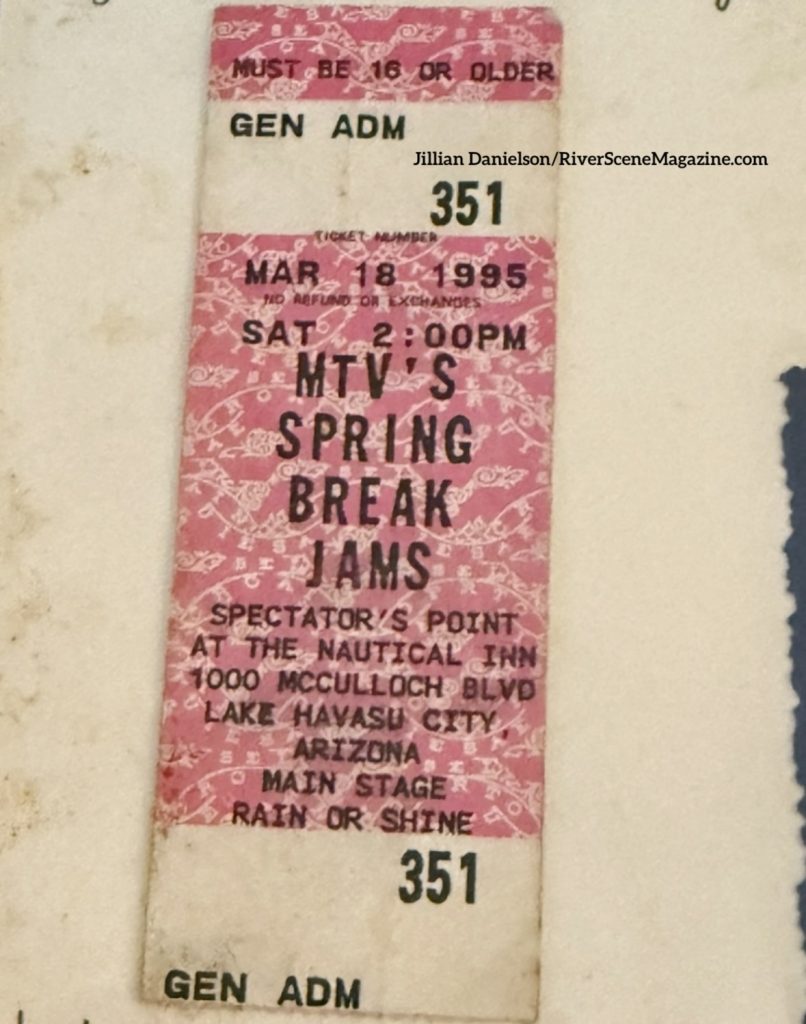 MUST BE 16 OR OLDER
GEN ADM
Jillian Danielson/RiverSceneMagazine.com
351
TICKET NUMBER
MAR 18 1995
NO REFUND OR EXCHANGES
SAT 2:00PM
MTV'S
SPRING
BREAK
JAMS
SPECTATOR'S POINT
AT THE NAUTICAL INN
1000 MCCULLOCH BLVD
LAKE HAVASU CITY,
ARIZONA
MAIN STAGE
RAIN OR SHINE
351
GEN ADM